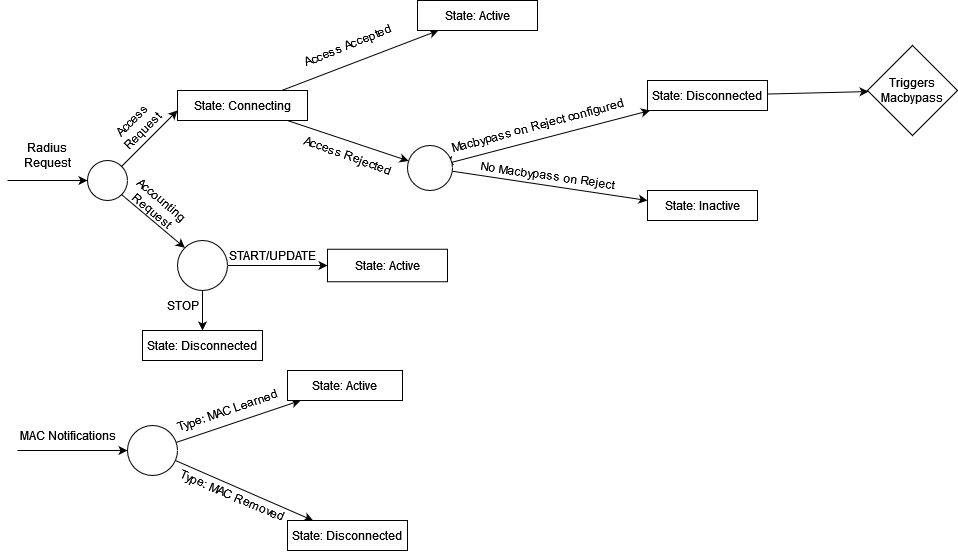 State: Active
Access Accepted
Triggers
Macbypass
State: Disconnected
State: Connecting
Access
Request
Macbypass on Reject configured
Radius
Request
Access Rejected
No Macbypass on Reject
State: Inactive
Accounting
Request
START/UPDATE
State: Active
STOP
State: Disconnected
State: Active
Type: MAC Learned
MAC Notifications
Type: MAC Removed
State: Disconnected